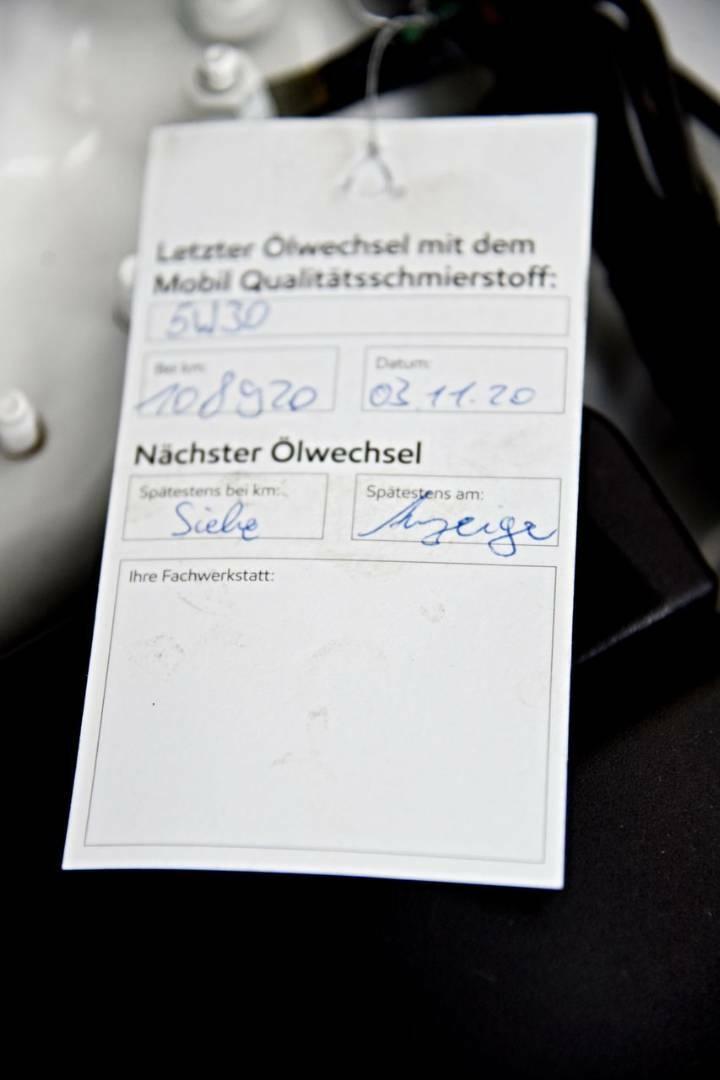 Letzter Ölwechsel mit dem
Mobil Qualitätsschmierstoff:
5W30
Bei km:
Datum:
108920
03.11.20
Nächster Ölwechsel
Spätestens bei km:
Spätestens am:
Siehe
Anzeige
Ihre Fachwerkstatt: